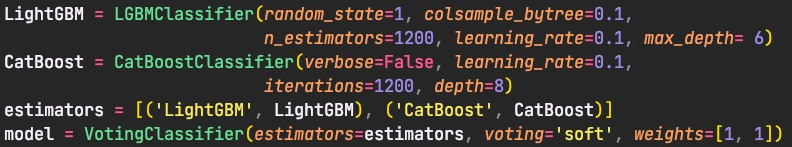 LightGBM = LGBMClassifier(random_state=1, colsample_bytree=0.1,
n_estimators=1200, learning_rate=0.1, max_depth= 6)
CatBoost = CatBoostClassifier(verbose=False, learning_rate=0.1,
iterations=1200, depth=8)
estimators = [('LightGBM', LightGBM), ('CatBoost', CatBoost)]
model = VotingClassifier(estimators=estimators, voting='soft', weights=[1, 1])